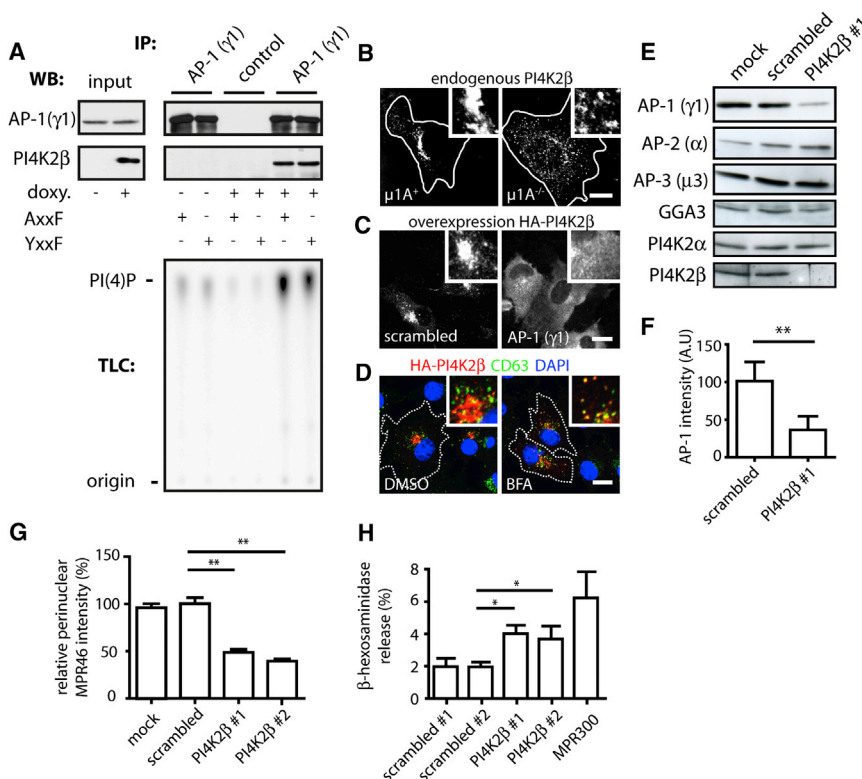 A
IP:
AP-1 (γ1)
control
AP-1 (γ1)
WB:
input
AP-1(γ1)
PI4K2β
doxy. - + - - + + + +
AxxF + - + - + -
YxxF - + - + - +
PI(4)P
TLC:
origin
B
endogenous PI4K2β
μ1A+
μ1A-/-
C
overexpression HA-PI4K2β
scrambled
AP-1 (γ1)
D
HA-PI4K2β CD63 DAPI
DMSO
BFA
E
mock
scrambled
PI4K2β #1
AP-1 (γ1)
AP-2 (α)
AP-3 (μ3)
GGA3
PI4K2α
PI4K2β
F
AP-1 intensity (A.U)
150
100
50
0
**
scrambled
PI4K2β #1
G
relative perinuclear
MPR46 intensity (%)
150
100
50
0
**
**
mock
scrambled
PI4K2β #1
PI4K2β #2
H
β-hexosaminidase
release (%)
8
6
4
2
0
*
*
scrambled #1
scrambled #2
PI4K2β #1
PI4K2β #2
MPR300